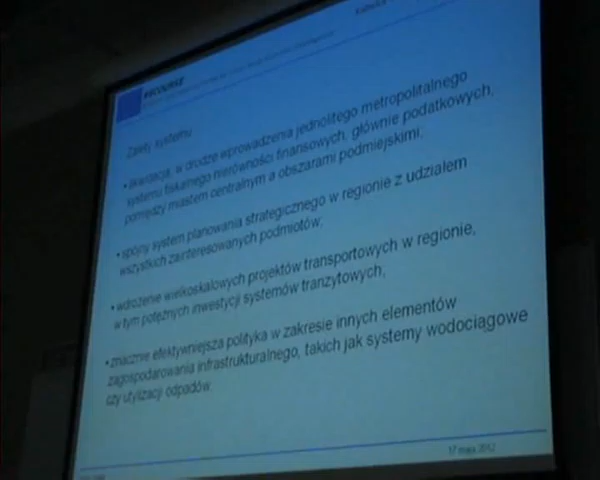 Zalety systemu
• likwidacja, w drodze wprowadzenia jednolitego metropolitalnego
systemu fiskalnego nierówności finansowych, głównie podatkowych,
pomiędzy miastem centralnym a obszarami podmiejskimi;
• spójny system planowania strategicznego w regionie z udziałem
wszystkich zainteresowanych podmiotów;
• wdrożenie wielkoskalowych projektów transportowych w regionie,
w tym potężnych inwestycji systemów tranzytowych;
• znacznie efektywniejsza polityka w zakresie innych elementów
zagospodarowania infrastrukturalnego, takich jak systemy wodociągowe
czy utylizacji odpadów
17 maja 2012